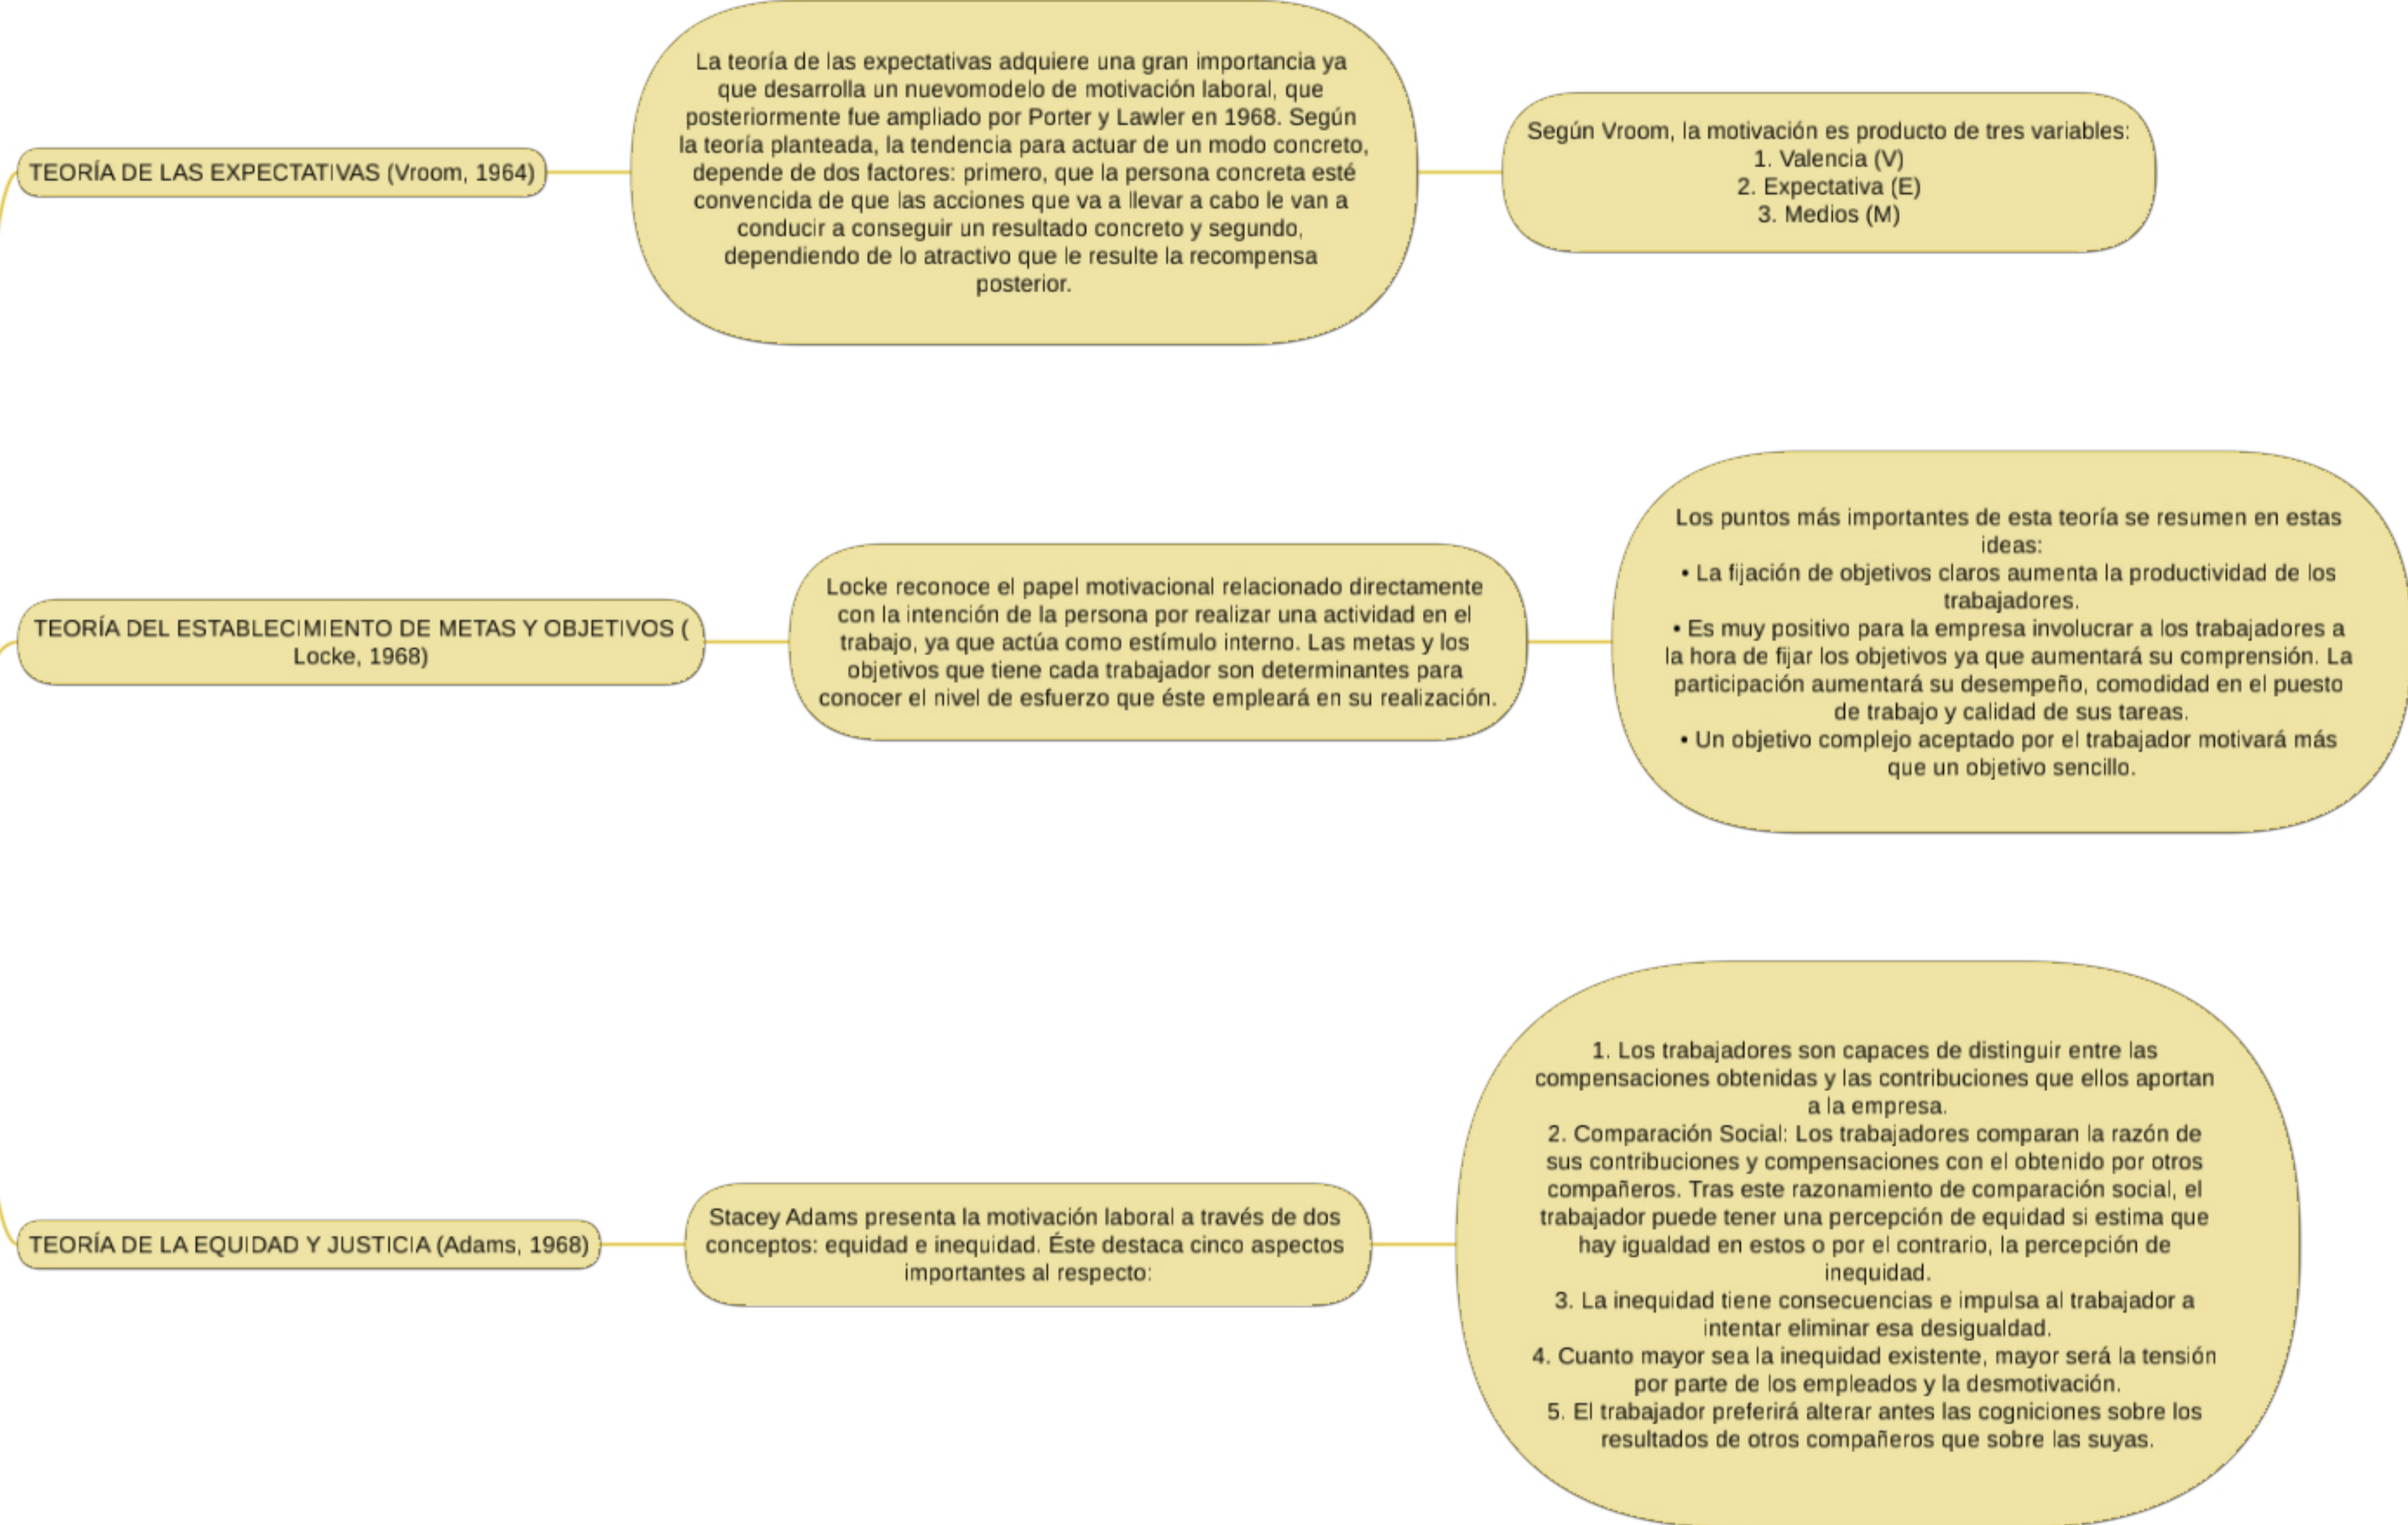 TEORÍA DE LAS EXPECTATIVAS (Vroom, 1964)
La teoría de las expectativas adquiere una gran importancia ya
que desarrolla un nuevomodelo de motivación laboral, que
posteriormente fue ampliado por Porter y Lawler en 1968. Según
la teoría planteada, la tendencia para actuar de un modo concreto,
depende de dos factores: primero, que la persona concreta esté
convencida de que las acciones que va a llevar a cabo le van a
conducir a conseguir un resultado concreto y segundo,
dependiendo de lo atractivo que le resulte la recompensa
posterior.
Según Vroom, la motivación es producto de tres variables:
1. Valencia (V)
2. Expectativa (E)
3. Medios (M)
TEORÍA DEL ESTABLECIMIENTO DE METAS Y OBJETIVOS (
Locke, 1968)
Locke reconoce el papel motivacional relacionado directamente
con la intención de la persona por realizar una actividad en el
trabajo, ya que actúa como estímulo interno. Las metas y los
objetivos que tiene cada trabajador son determinantes para
conocer el nivel de esfuerzo que éste empleará en su realización.
Los puntos más importantes de esta teoría se resumen en estas
ideas:
• La fijación de objetivos claros aumenta la productividad de los
trabajadores.
• Es muy positivo para la empresa involucrar a los trabajadores a
la hora de fijar los objetivos ya que aumentará su comprensión. La
participación aumentará su desempeño, comodidad en el puesto
de trabajo y calidad de sus tareas.
• Un objetivo complejo aceptado por el trabajador motivará más
que un objetivo sencillo.
TEORÍA DE LA EQUIDAD Y JUSTICIA (Adams, 1968)
Stacey Adams presenta la motivación laboral a través de dos
conceptos: equidad e inequidad. Éste destaca cinco aspectos
importantes al respecto:
1. Los trabajadores son capaces de distinguir entre las
compensaciones obtenidas y las contribuciones que ellos aportan
a la empresa.
2. Comparación Social: Los trabajadores comparan la razón de
sus contribuciones y compensaciones con el obtenido por otros
compañeros. Tras este razonamiento de comparación social, el
trabajador puede tener una percepción de equidad si estima que
hay igualdad en estos o por el contrario, la percepción de
inequidad.
3. La inequidad tiene consecuencias e impulsa al trabajador a
intentar eliminar esa desigualdad.
4. Cuanto mayor sea la inequidad existente, mayor será la tensión
por parte de los empleados y la desmotivación.
5. El trabajador preferirá alterar antes las cogniciones sobre los
resultados de otros compañeros que sobre las suyas.